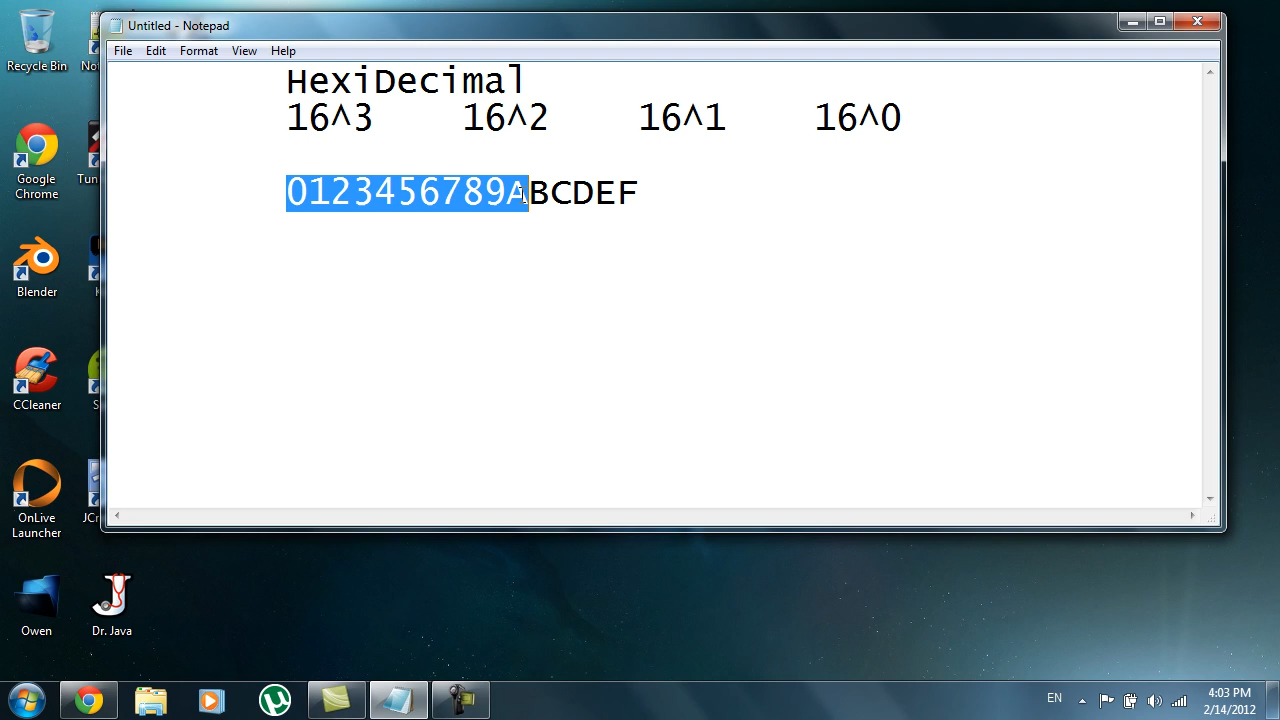 Untitled - Notepad
File Edit Format View Help
HexiDecimal
16^3 16^2 16^1 16^0
0123456789ABCDEF
Recycle Bin
Google Chrome
Blender
CCleaner
OnLive Launcher
Owen
Dr. Java
EN
4:03 PM
2/14/2012